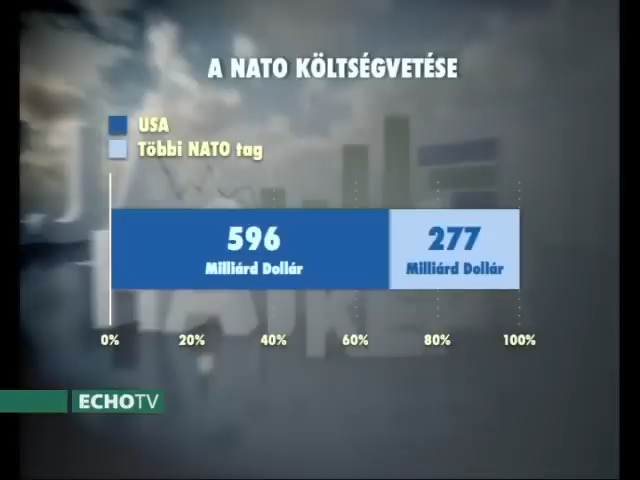 A NATO KÖLTSÉGVETÉSE
USA
Többi NATO tag
596
Milliárd Dollár
277
Milliárd Dollár
0%
20%
40%
60%
80%
100%
ECHOTV